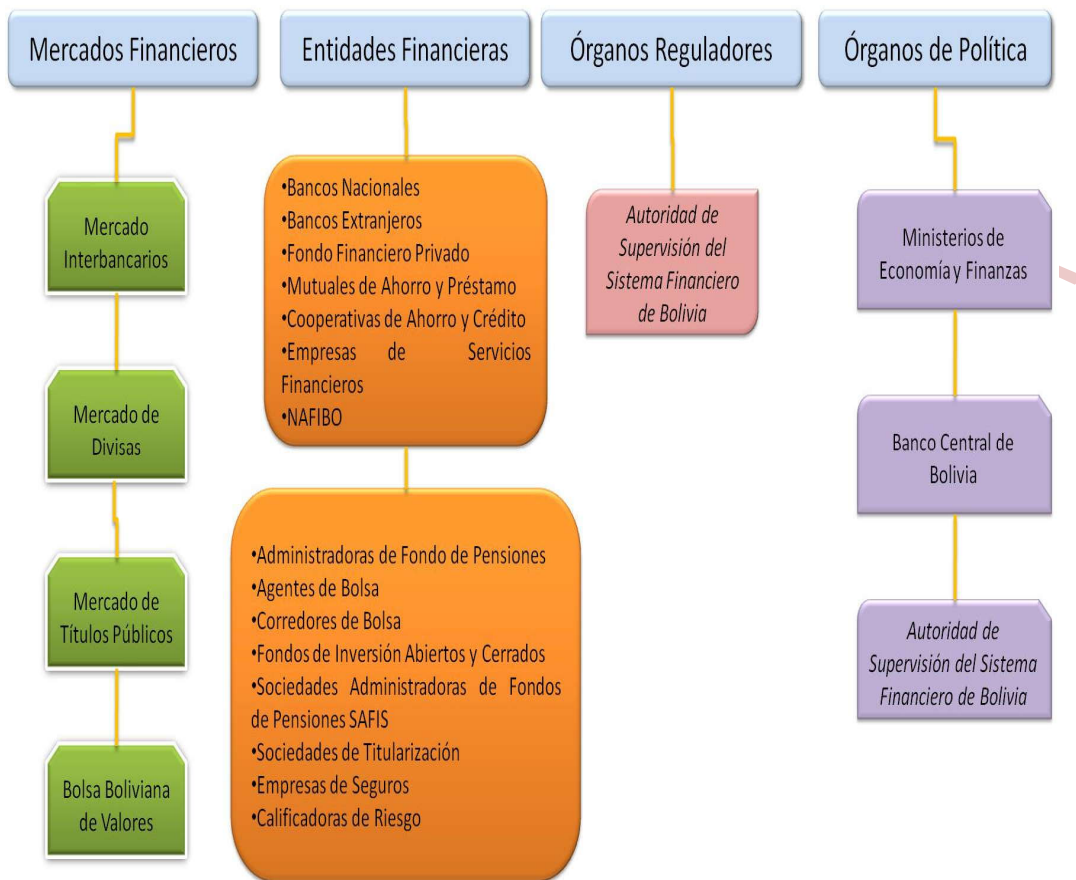 Mercados Financieros
Mercado
Interbancarios
Mercado de
Divisas
Mercado de
Títulos Públicos
Bolsa Boliviana
de Valores
Entidades Financieras
•Bancos Nacionales
•Bancos Extranjeros
•Fondo Financiero Privado
•Mutuales de Ahorro y Préstamo
•Cooperativas de Ahorro y Crédito
•Empresas de Servicios
Financieros
•NAFIBO
•Administradoras de Fondo de Pensiones
•Agentes de Bolsa
•Corredores de Bolsa
•Fondos de Inversión Abiertos y Cerrados
•Sociedades Administradoras de Fondos
de Pensiones SAFIS
•Sociedades de Titularización
•Empresas de Seguros
•Calificadoras de Riesgo
Órganos Reguladores
Autoridad de
Supervisión del
Sistema Financiero
de Bolivia
Órganos de Política
Ministerios de
Economía y Finanzas
Banco Central de
Bolivia
Autoridad de
Supervisión del Sistema
Financiero de Bolivia